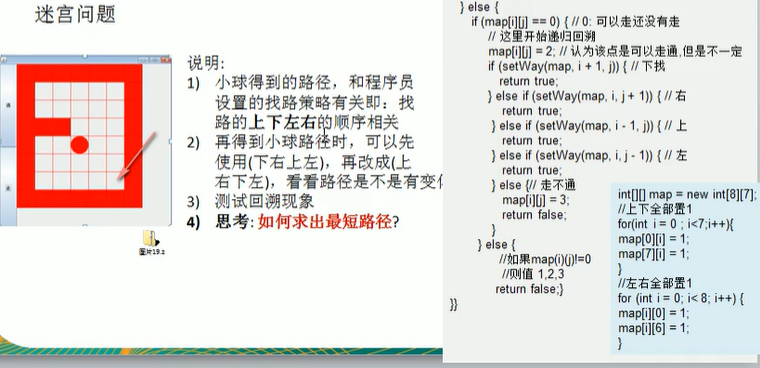 迷宫问题
说明:
1) 小球得到的路径，和程序员
设置的找路策略有关即：找
路的上下左右的顺序相关
2) 再得到小球路径时，可以先
使用(下右上左)，再改成(上
右下左)，看看路径是不是有变化
3) 测试回溯现象
4) 思考: 如何求出最短路径?
图片19.z
} else {
if (map[i][j] == 0) { // 0: 可以走还没有走
// 这里开始递归回溯
map[i][j] = 2; // 认为该点是可以走通,但是不一定
if (setWay(map, i + 1, j)) { // 下找
return true;
} else if (setWay(map, i, j + 1)) { // 右
return true;
} else if (setWay(map, i - 1, j)) { // 上
return true;
} else if (setWay(map, i, j - 1)) { // 左
return true;
} else {// 走不通
map[i][j] = 3;
return false;
}
} else {
//如果map(i)(j)!=0
//则值 1,2,3
return false;}
}}
int[][] map = new int[8][7];
//上下全部置1
for(int i = 0 ; i<7;i++){
map[0][i] = 1;
map[7][i] = 1;
}
//左右全部置1
for (int i = 0; i< 8; i++) {
map[i][0] = 1;
map[i][6] = 1;
}